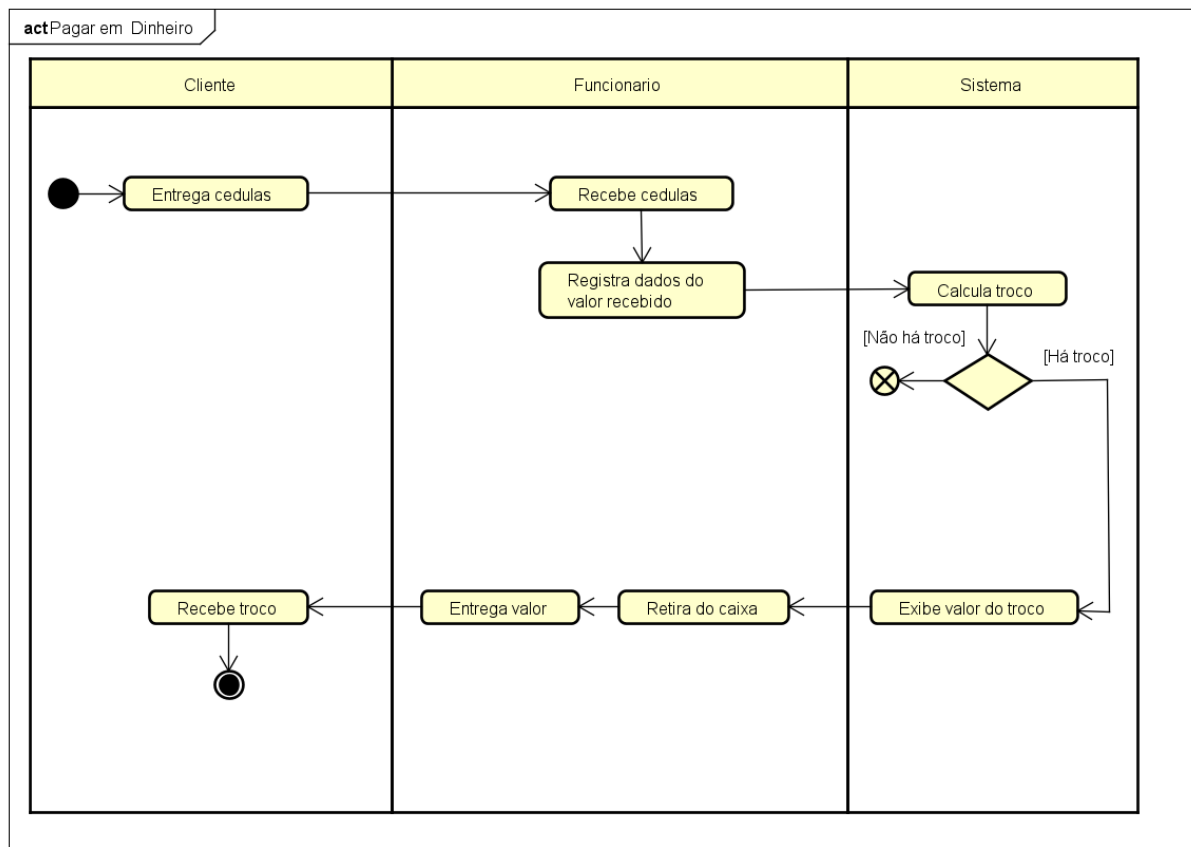 act Pagar em Dinheiro
Cliente
Funcionario
Sistema
Entrega cedulas
Recebe cedulas
Registra dados do
valor recebido
Calcula troco
[Não há troco]
[Há troco]
Recebe troco
Entrega valor
Retira do caixa
Exibe valor do troco